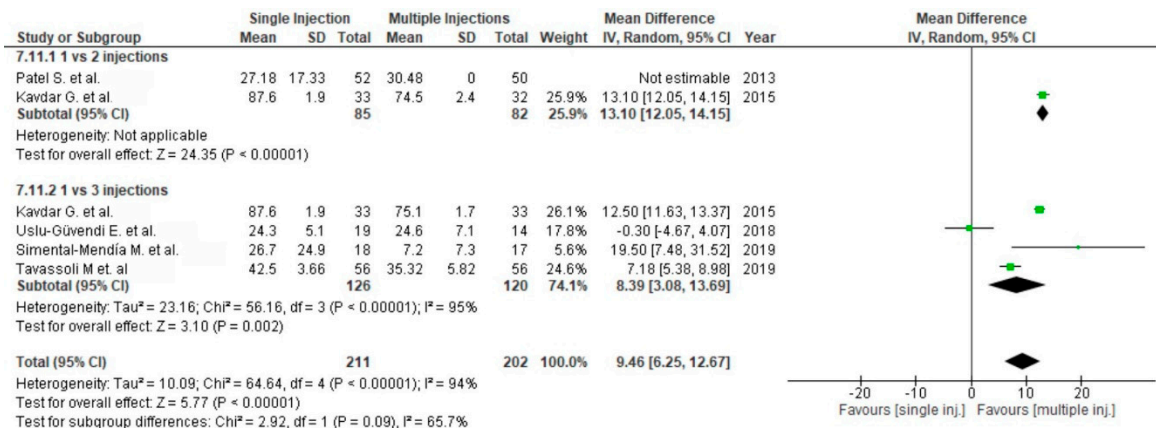 Single Injection Multiple Injections Mean Difference Mean Difference
Study or Subgroup Mean SD Total Mean SD Total Weight IV, Random, 95% CI Year IV, Random, 95% CI
7.11.1 1 vs 2 injections
Patel S. et al. 27.18 17.33 52 30.48 0 50 Not estimable 2013
Kavdar G. et al. 87.6 1.9 33 74.5 2.4 32 25.9% 13.10 [12.05, 14.15] 2015
Subtotal (95% CI) 85 82 25.9% 13.10 [12.05, 14.15]
Heterogeneity: Not applicable
Test for overall effect: Z = 24.35 (P < 0.00001)
7.11.2 1 vs 3 injections
Kavdar G. et al. 87.6 1.9 33 75.1 1.7 33 26.1% 12.50 [11.63, 13.37] 2015
Uslu-Güvendi E. et al. 24.3 5.1 19 24.6 7.1 14 17.8% -0.30 [-4.67, 4.07] 2018
Simental-Mendía M. et al. 26.7 24.9 18 7.2 7.3 17 5.6% 19.50 [7.48, 31.52] 2019
Tavassoli M et. al 42.5 3.66 56 35.32 5.82 56 24.6% 7.18 [5.38, 8.98] 2019
Subtotal (95% CI) 126 120 74.1% 8.39 [3.08, 13.69]
Heterogeneity: Tau² = 23.16; Chi² = 56.16, df = 3 (P < 0.00001); I² = 95%
Test for overall effect: Z = 3.10 (P = 0.002)
Total (95% CI) 211 202 100.0% 9.46 [6.25, 12.67]
Heterogeneity: Tau² = 10.09; Chi² = 64.64, df = 4 (P < 0.00001); I² = 94%
Test for overall effect: Z = 5.77 (P < 0.00001)
Test for subgroup differences: Chi² = 2.92, df = 1 (P = 0.09), I² = 65.7%
-20 -10 0 10 20
Favours [single inj.] Favours [multiple inj.]